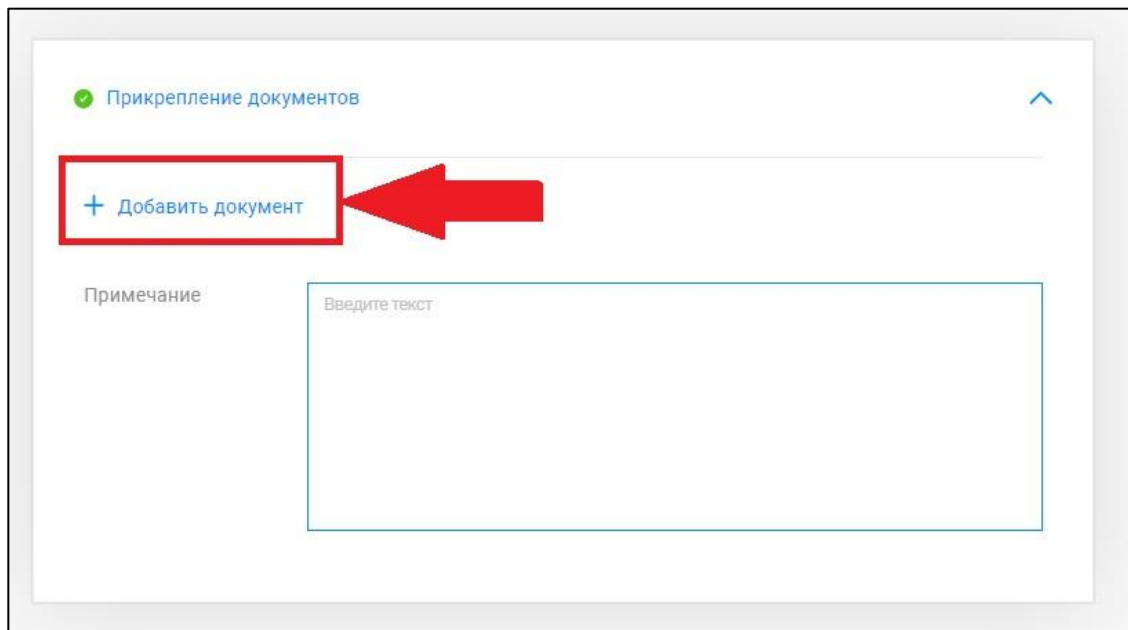 Прикрепление документов
+ Добавить документ
Примечание
Введите текст